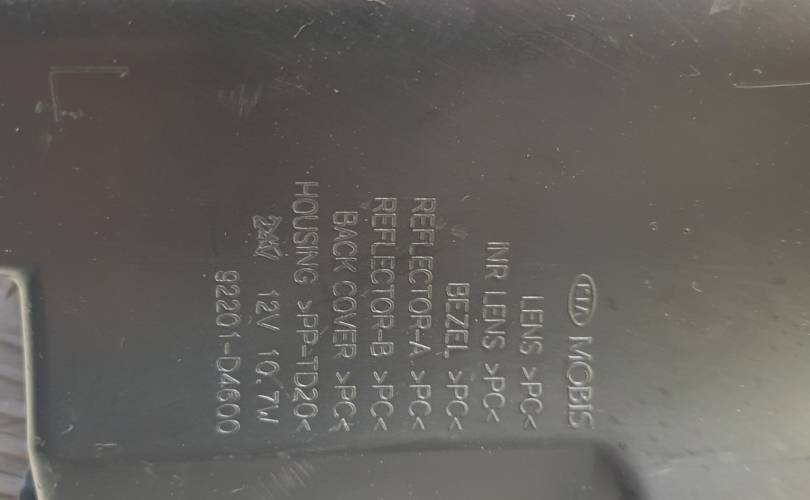 KIA MOBIS
LENS >PC<
INR LENS >PC<
BEZEL >PC<
REFLECTOR-A >PC<
REFLECTOR-B >PC<
BACK COVER >PC<
HOUSING >PP-TD20<
12V 10.7W
92201-D4600